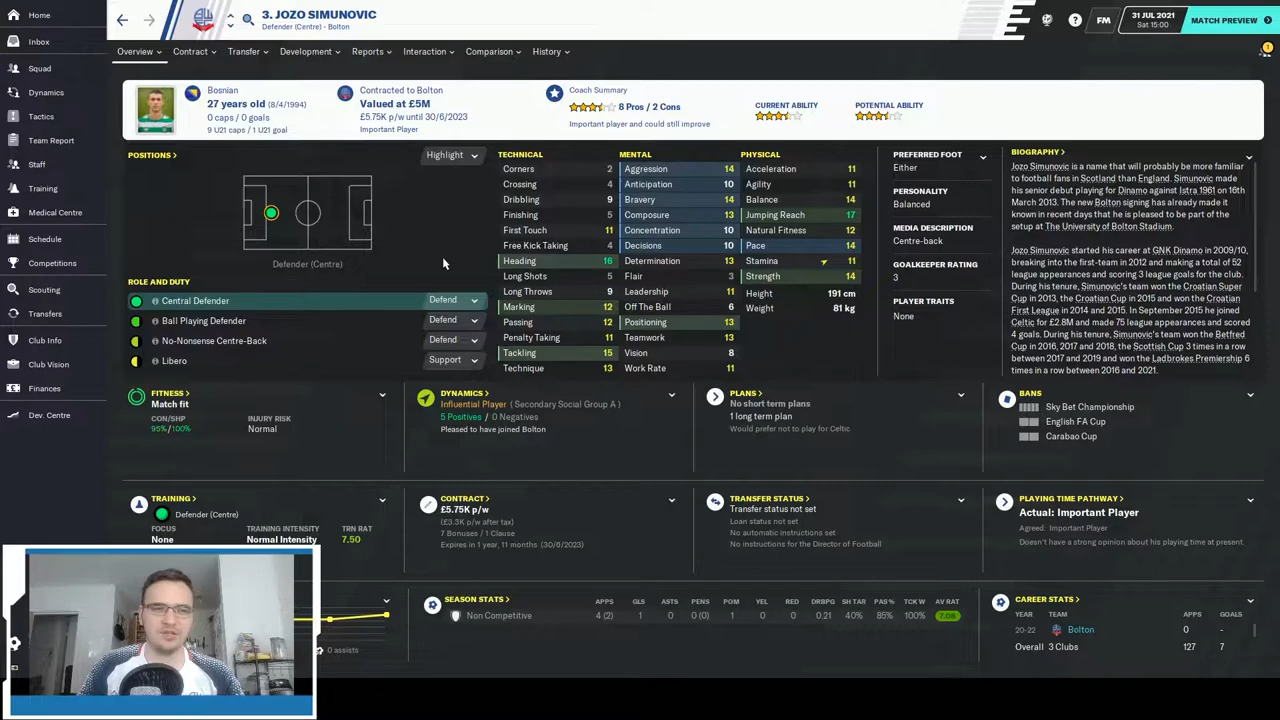 Home
Inbox
Squad
Dynamics
Tactics
Team Report
Staff
Training
Medical Centre
Schedule
Competitions
Scouting
Transfers
Club Info
Club Vision
Finances
Dev. Centre
3. JOZO SIMUNOVIC
Defender (Centre) - Bolton
FM
31 JUL 2021
Sat 15:00
MATCH PREVIEW
Overview
Contract
Transfer
Development
Reports
Interaction
Comparison
History
Bosnian
27 years old (8/4/1994)
0 caps / 0 goals
9 U21 caps / 1 U21 goal
Contracted to Bolton
Valued at £5M
£5.75K p/w until 30/6/2023
Important Player
Coach Summary
8 Pros / 2 Cons
Important player and could still improve
CURRENT ABILITY
POTENTIAL ABILITY
POSITIONS
Highlight
Defender (Centre)
ROLE AND DUTY
Central Defender Defend
Ball Playing Defender Defend
No-Nonsense Centre-Back Defend
Libero Support
TECHNICAL
Corners 2
Crossing 4
Dribbling 9
Finishing 5
First Touch 11
Free Kick Taking 4
Heading 16
Long Shots 5
Long Throws 9
Marking 12
Passing 12
Penalty Taking 11
Tackling 15
Technique 13
MENTAL
Aggression 14
Anticipation 10
Bravery 14
Composure 13
Concentration 10
Decisions 10
Determination 13
Flair 3
Leadership 11
Off The Ball 6
Positioning 13
Teamwork 13
Vision 8
Work Rate 11
PHYSICAL
Acceleration 11
Agility 11
Balance 14
Jumping Reach 17
Natural Fitness 12
Pace 14
Stamina 11
Strength 14
Height 191 cm
Weight 81 kg
PREFERRED FOOT
Either
PERSONALITY
Balanced
MEDIA DESCRIPTION
Centre-back
GOALKEEPER RATING
3
PLAYER TRAITS
None
BIOGRAPHY
Jozo Simunovic is a name that will probably be more familiar
to football fans in Scotland than England. Simunovic made
his senior debut playing for Dinamo against Istra 1961 on 16th
March 2013. The new Bolton signing has already made it
known in recent days that he is pleased to be part of the
setup at The University of Bolton Stadium.
Jozo Simunovic started his career at GNK Dinamo in 2009/10,
breaking into the first-team in 2012 and making a total of 52
league appearances and scoring 3 league goals for the club.
During his tenure, Simunovic's team won the Croatian Super
Cup in 2013, the Croatian Cup in 2015 and won the Croatian
First League in 2014 and 2015. In September 2015 he joined
Celtic for £2.8M and made 75 league appearances and scored
4 goals. During his tenure, Simunovic's team won the Betfred
Cup in 2016, 2017 and 2018, the Scottish Cup 3 times in a row
between 2017 and 2019 and won the Ladbrokes Premiership 6
times in a row between 2016 and 2021.
FITNESS
Match fit
CON/SHP
95%/100%
INJURY RISK
Normal
DYNAMICS
Influential Player ( Secondary Social Group A )
5 Positives / 0 Negatives
Pleased to have joined Bolton
PLANS
No short term plans
1 long term plan
Would prefer not to play for Celtic
BANS
Sky Bet Championship
English FA Cup
Carabao Cup
TRAINING
Defender (Centre)
FOCUS
None
TRAINING INTENSITY
Normal Intensity
TRN RAT
7.50
CONTRACT
£5.75K p/w
(£3.3K p/w after tax)
7 Bonuses / 1 Clause
Expires in 1 year, 11 months (30/6/2023)
TRANSFER STATUS
Transfer status not set
Loan status not set
No automatic instructions set
No instructions for the Director of Football
PLAYING TIME PATHWAY
Actual: Important Player
Agreed: Important Player
Doesn't have a strong opinion about his playing time at present.
0 assists
SEASON STATS APPS GLS ASTS PENS POM YEL RED DRBPG SH TAR PAS% TCK W AV RAT
Non Competitive 4 (2) 1 0 0 (0) 1 0 0 0.21 40% 85% 100% 7.08
CAREER STATS
YEAR TEAM APPS GOALS
20-22 Bolton 0 -
Overall 3 Clubs 127 7